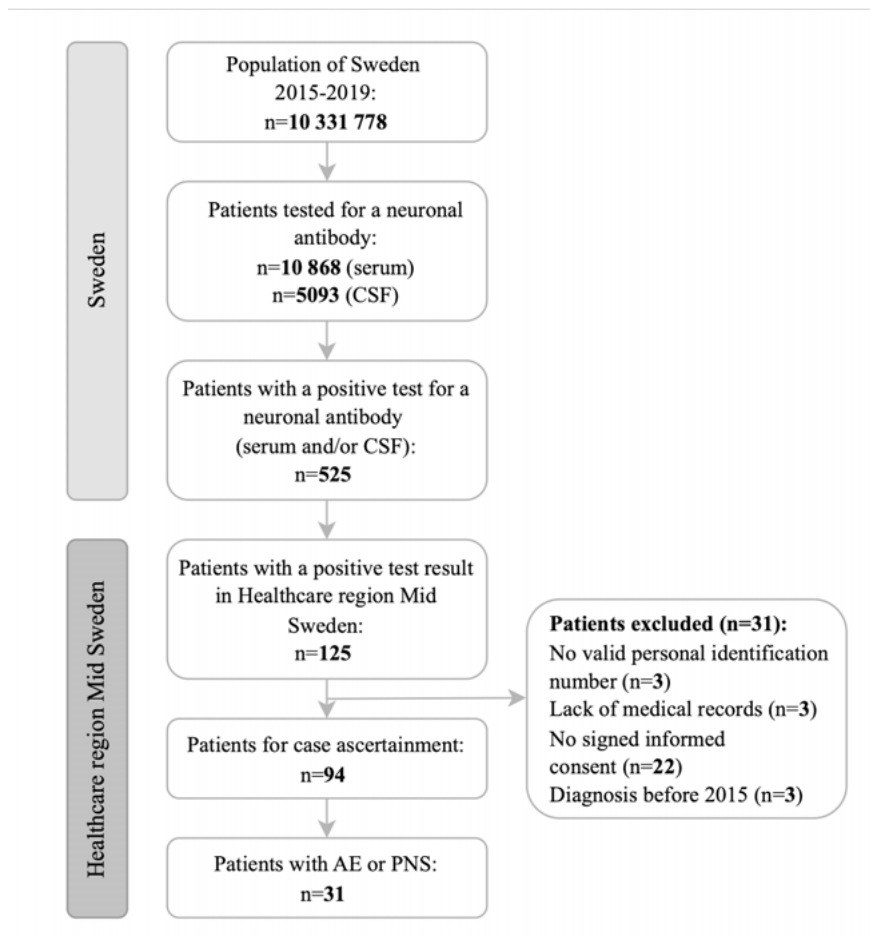 Sweden
Population of Sweden
2015-2019:
n=10 331 778
Patients tested for a neuronal
antibody:
n=10 868 (serum)
n=5093 (CSF)
Patients with a positive test for a
neuronal antibody
(serum and/or CSF):
n=525
Healthcare region Mid Sweden
Patients with a positive test result
in Healthcare region Mid
Sweden:
n=125
Patients excluded (n=31):
No valid personal identification
number (n=3)
Lack of medical records (n=3)
No signed informed
consent (n=22)
Diagnosis before 2015 (n=3)
Patients for case ascertainment:
n=94
Patients with AE or PNS:
n=31